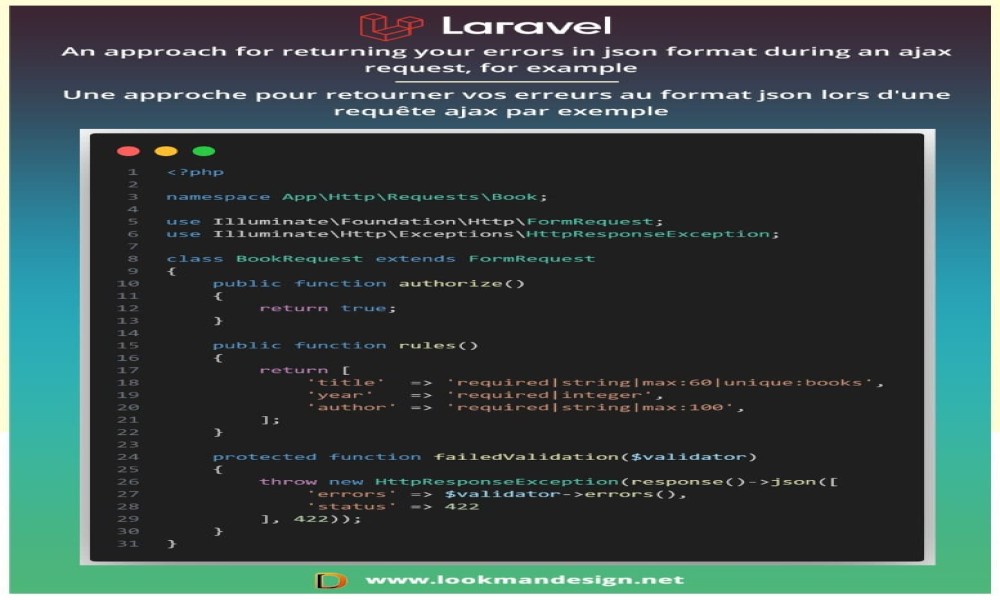 Laravel
An approach for returning your errors in json format during an ajax
request, for example
Une approche pour retourner vos erreurs au format json lors d'une
requête ajax par exemple
1 <?php
2
3 namespace App\Http\Requests\Book;
4
5 use Illuminate\Foundation\Http\FormRequest;
6 use Illuminate\Http\Exceptions\HttpResponseException;
7
8 class BookRequest extends FormRequest
9 {
10     public function authorize()
11     {
12         return true;
13     }
14
15     public function rules()
16     {
17         return [
18             'title'  => 'required|string|max:60|unique:books',
19             'year'   => 'required|integer',
20             'author' => 'required|string|max:100',
21         ];
22     }
23
24     protected function failedValidation($validator)
25     {
26         throw new HttpResponseException(response()->json([
27             'errors' => $validator->errors(),
28             'status' => 422
29         ], 422));
30     }
31 }
www.lookmandesign.net